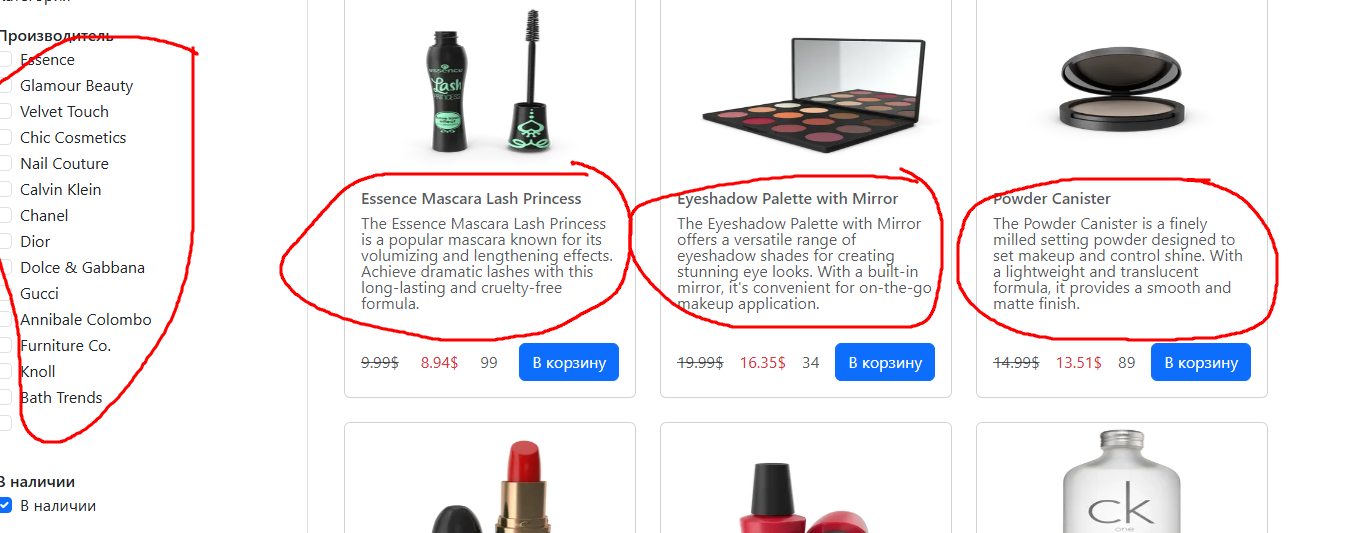 Производитель
Essence
Glamour Beauty
Velvet Touch
Chic Cosmetics
Nail Couture
Calvin Klein
Chanel
Dior
Dolce & Gabbana
Gucci
Annibale Colombo
Furniture Co.
Knoll
Bath Trends
В наличии
В наличии
essence
Lash
PRINCESS
Essence Mascara Lash Princess
The Essence Mascara Lash Princess
is a popular mascara known for its
volumizing and lengthening effects.
Achieve dramatic lashes with this
long-lasting and cruelty-free
formula.
9.99$ 8.94$ 99 В корзину
Eyeshadow Palette with Mirror
The Eyeshadow Palette with Mirror
offers a versatile range of
eyeshadow shades for creating
stunning eye looks. With a built-in
mirror, it's convenient for on-the-go
makeup application.
19.99$ 16.35$ 34 В корзину
Powder Canister
The Powder Canister is a finely
milled setting powder designed to
set makeup and control shine. With
a lightweight and translucent
formula, it provides a smooth and
matte finish.
14.99$ 13.51$ 89 В корзину
ck
one